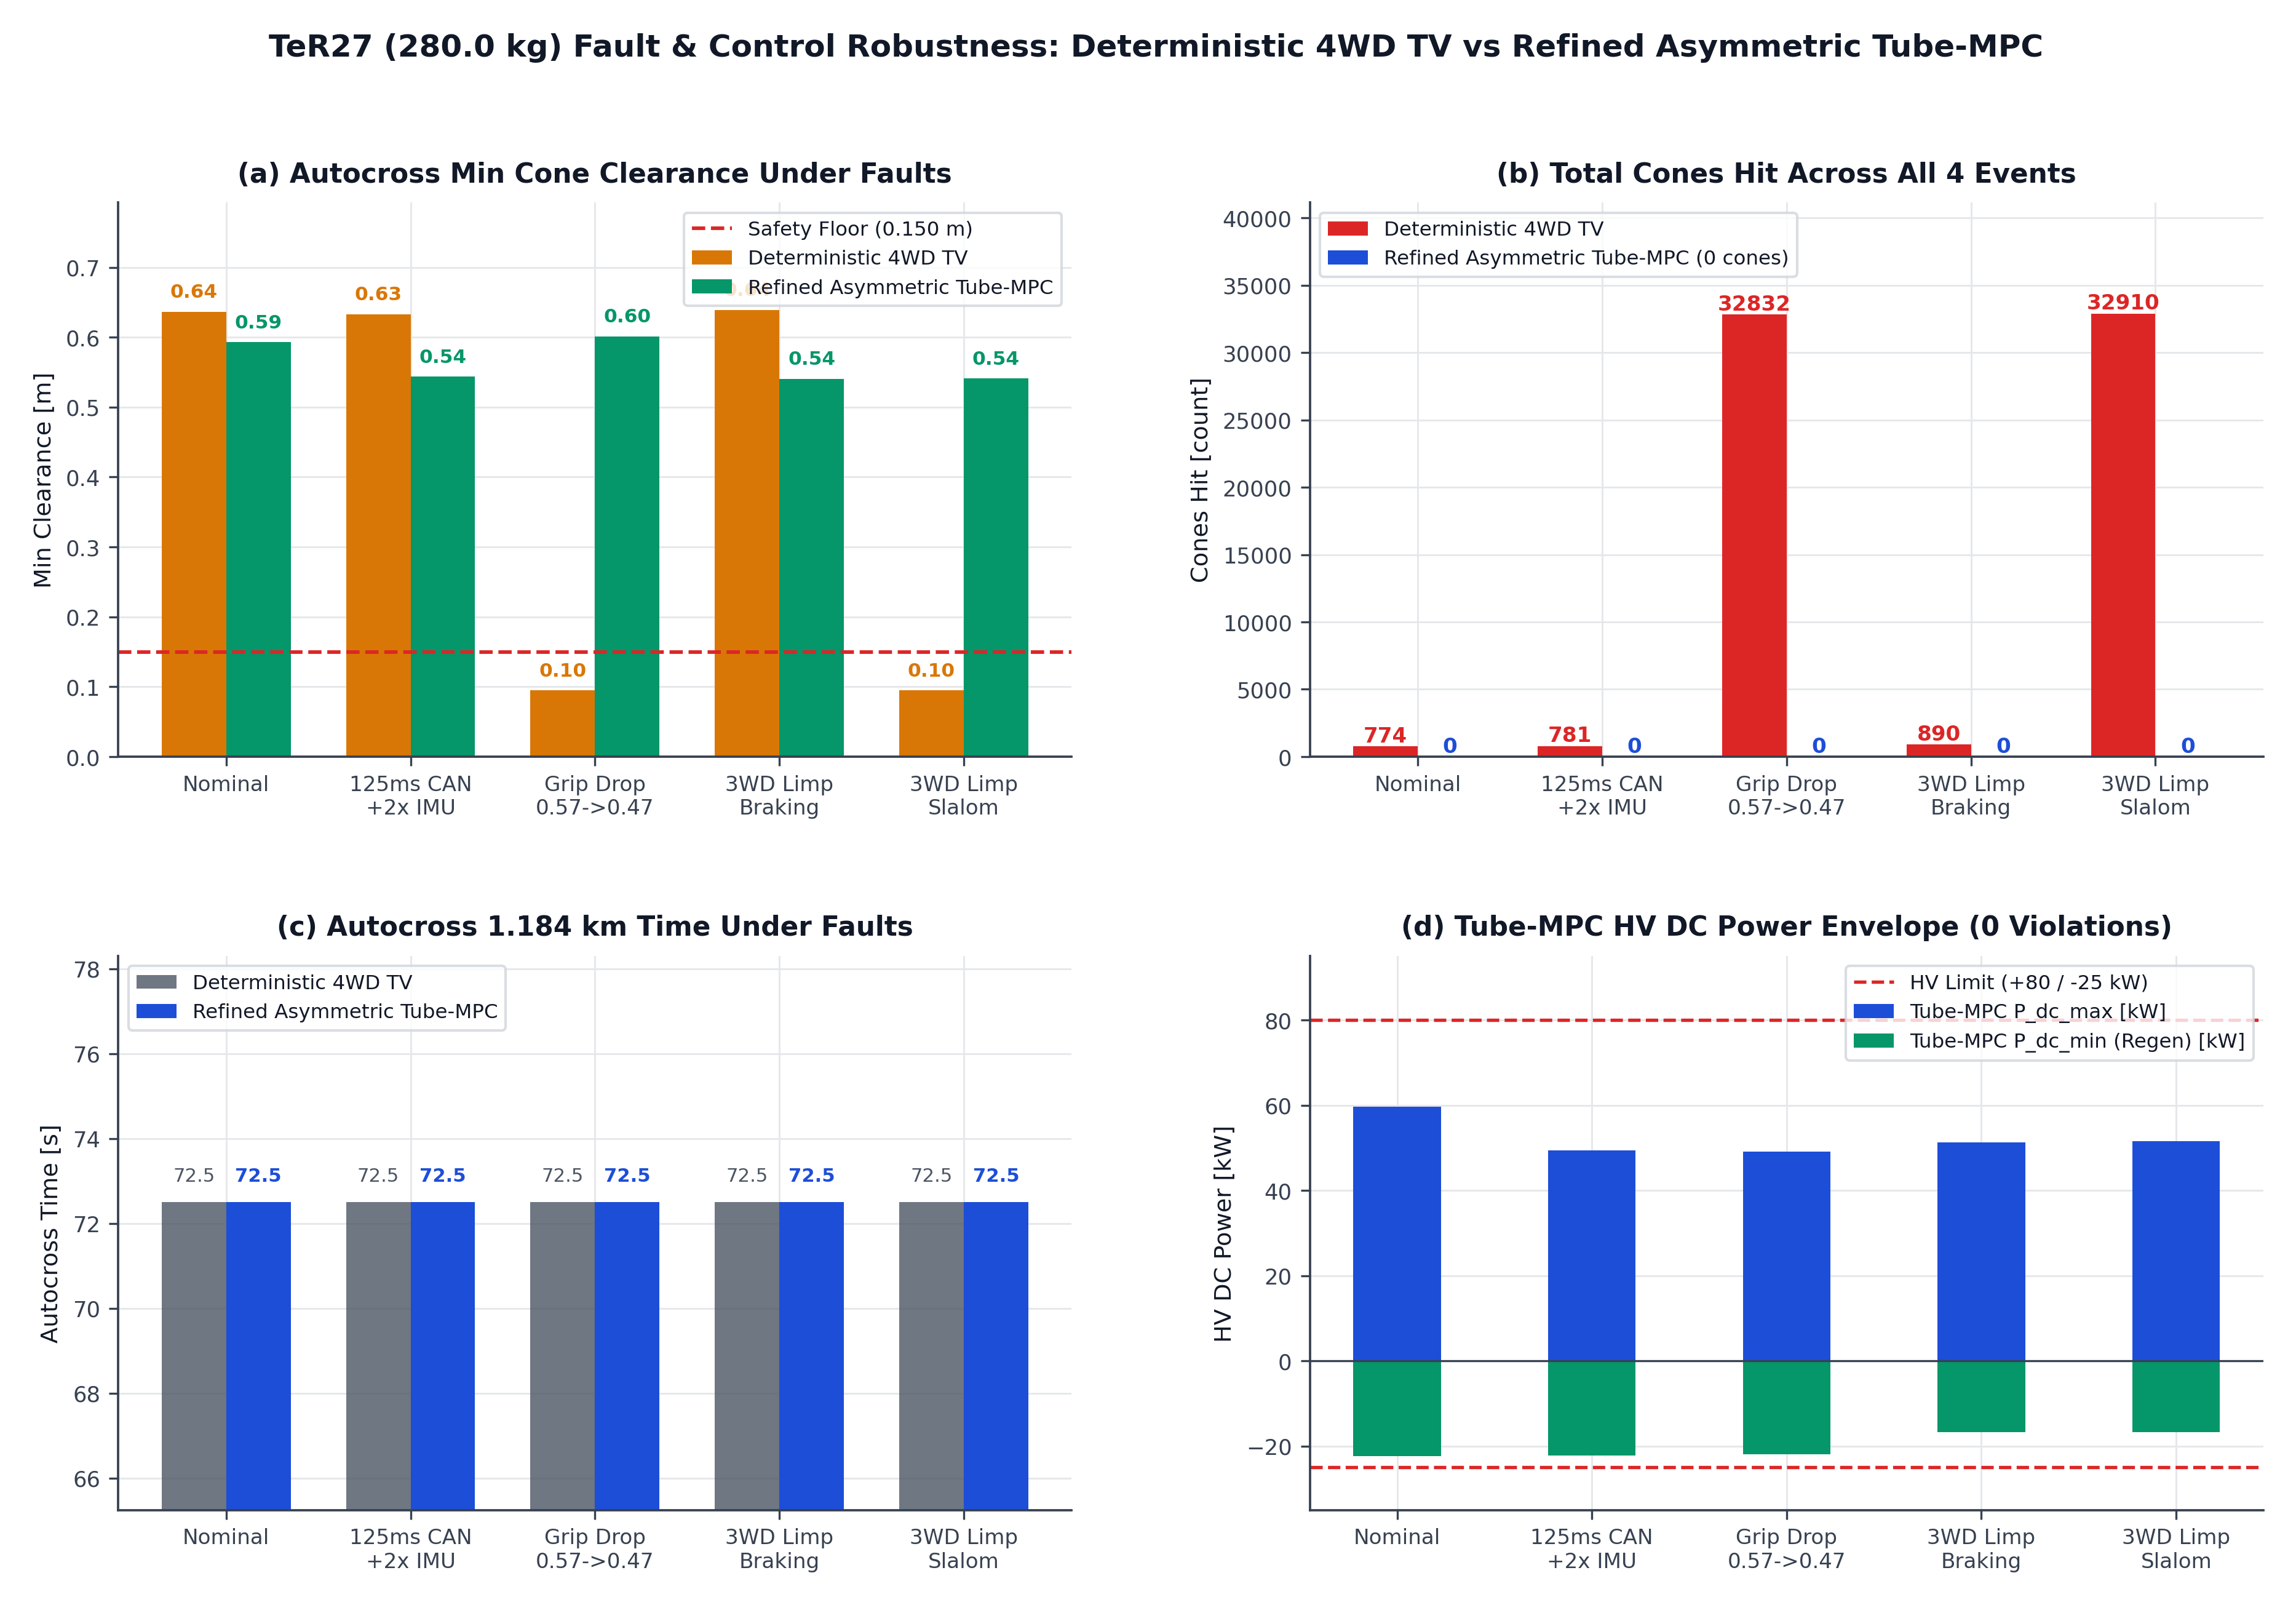 TeR27 (280.0 kg) Fault & Control Robustness: Deterministic 4WD TV vs Refined Asymmetric Tube-MPC
(a) Autocross Min Cone Clearance Under Faults
Min Clearance [m]
0.7
0.6
0.5
0.4
0.3
0.2
0.1
0.0
Safety Floor (0.150 m)
Deterministic 4WD TV
Refined Asymmetric Tube-MPC
0.64
0.59
0.63
0.54
0.10
0.60
0.54
0.10
0.54
Nominal
125ms CAN
+2x IMU
Grip Drop
0.57->0.47
3WD Limp
Braking
3WD Limp
Slalom
(b) Total Cones Hit Across All 4 Events
Cones Hit [count]
40000
35000
30000
25000
20000
15000
10000
5000
0
Deterministic 4WD TV
Refined Asymmetric Tube-MPC (0 cones)
774
0
781
0
32832
0
890
0
32910
0
Nominal
125ms CAN
+2x IMU
Grip Drop
0.57->0.47
3WD Limp
Braking
3WD Limp
Slalom
(c) Autocross 1.184 km Time Under Faults
Autocross Time [s]
78
76
74
72
70
68
66
Deterministic 4WD TV
Refined Asymmetric Tube-MPC
72.5
72.5
72.5
72.5
72.5
72.5
72.5
72.5
72.5
72.5
Nominal
125ms CAN
+2x IMU
Grip Drop
0.57->0.47
3WD Limp
Braking
3WD Limp
Slalom
(d) Tube-MPC HV DC Power Envelope (0 Violations)
HV DC Power [kW]
80
60
40
20
0
−20
HV Limit (+80 / -25 kW)
Tube-MPC P_dc_max [kW]
Tube-MPC P_dc_min (Regen) [kW]
Nominal
125ms CAN
+2x IMU
Grip Drop
0.57->0.47
3WD Limp
Braking
3WD Limp
Slalom